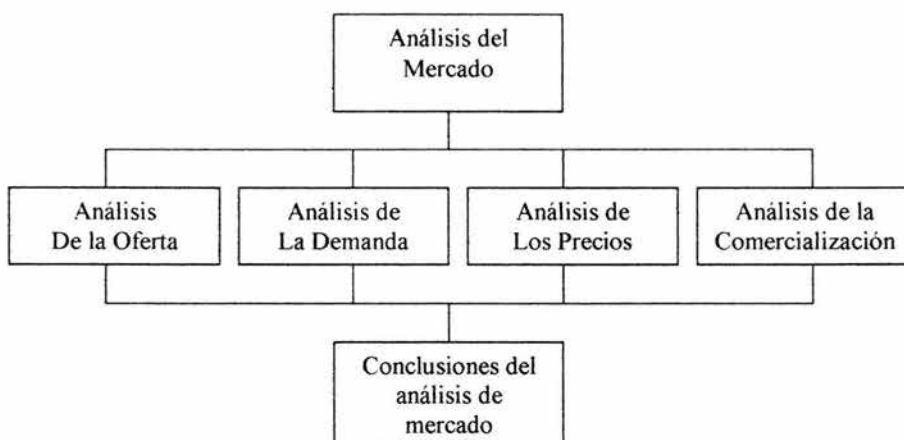 Análisis del
Mercado
Análisis
De la Oferta
Análisis de
La Demanda
Análisis de
Los Precios
Análisis de la
Comercialización
Conclusiones del
análisis de
mercado